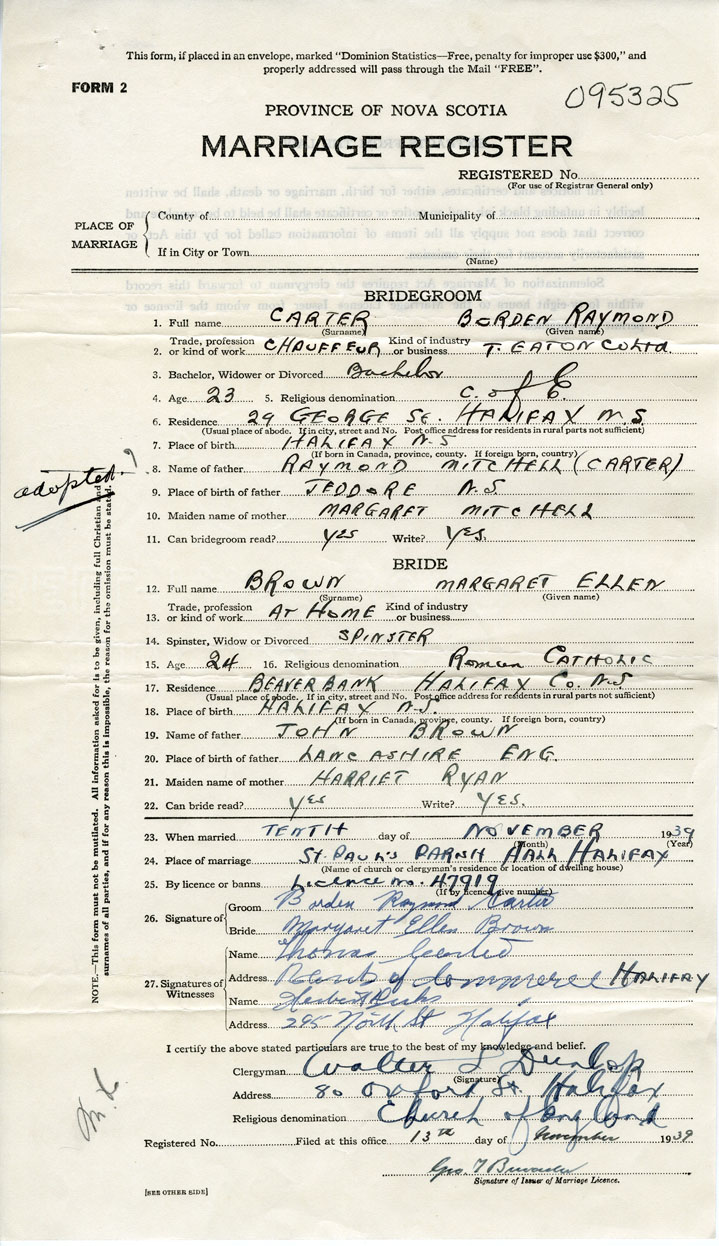 This form, if placed in an envelope, marked "Dominion Statistics—Free, penalty for improper use $300," and
properly addressed will pass through the Mail "FREE".
FORM 2
095325
PROVINCE OF NOVA SCOTIA
MARRIAGE REGISTER
REGISTERED No.
(For use of Registrar General only)
PLACE OF MARRIAGE
County of Municipality of
If in City or Town
(Name)
BRIDEGROOM
1. Full name CARTER BORDEN RAYMOND
(Surname) (Given name)
2. Trade, profession or kind of work CHAUFFEUR Kind of industry or business T. EATON CO LTD.
3. Bachelor, Widower or Divorced Bachelor
4. Age 23 5. Religious denomination C. of E.
6. Residence 29 GEORGE ST. HALIFAX N.S
(Usual place of abode. If in city, street and No. Post office address for residents in rural parts not sufficient)
7. Place of birth HALIFAX N.S
(If born in Canada, province, county. If foreign born, country)
adopted
8. Name of father RAYMOND MITCHELL (CARTER)
9. Place of birth of father JEDDORE N.S.
10. Maiden name of mother MARGARET MITCHELL
11. Can bridegroom read? Yes Write? Yes.
BRIDE
12. Full name BROWN MARGARET ELLEN
(Surname) (Given name)
13. Trade, profession or kind of work AT HOME Kind of industry or business
14. Spinster, Widow or Divorced SPINSTER
15. Age 24 16. Religious denomination Roman CATHOLIC
17. Residence BEAVERBANK HALIFAX Co. N.S
(Usual place of abode. If in city, street and No. Post office address for residents in rural parts not sufficient)
18. Place of birth HALIFAX N.S.
(If born in Canada, province, county. If foreign born, country)
19. Name of father JOHN BROWN
20. Place of birth of father LANCASHIRE ENG.
21. Maiden name of mother HARRIET RYAN
22. Can bride read? Yes Write? YES.
23. When married TENTH day of NOVEMBER 1939
(Month) (Year)
24. Place of marriage St. PAUL'S PARISH HALL HALIFAX
(Name of church or clergyman's residence or location of dwelling house)
25. By licence or banns Licence no. 47919
(If by licence give number)
26. Signature of
Groom Borden Raymond Carter
Bride Margaret Ellen Brown
27. Signatures of Witnesses
Name Thomas
Address of Commerce HALIFAX
Name Herbert
Address 295 North St Halifax
I certify the above stated particulars are true to the best of my knowledge and belief.
Clergyman Walter S Dunlop
(Signature)
Address 80 Oxford St. Halifax
Religious denomination Church of England
Registered No. Filed at this office 13th day of November 1939
Geo. T
Signature of Issuer of Marriage Licence.
[SEE OTHER SIDE]
NOTE.—This form must not be mutilated. All information asked for is to be given, including full Christian and
surnames of all parties, and if for any reason this is impossible, the reason for the omission must be stated.